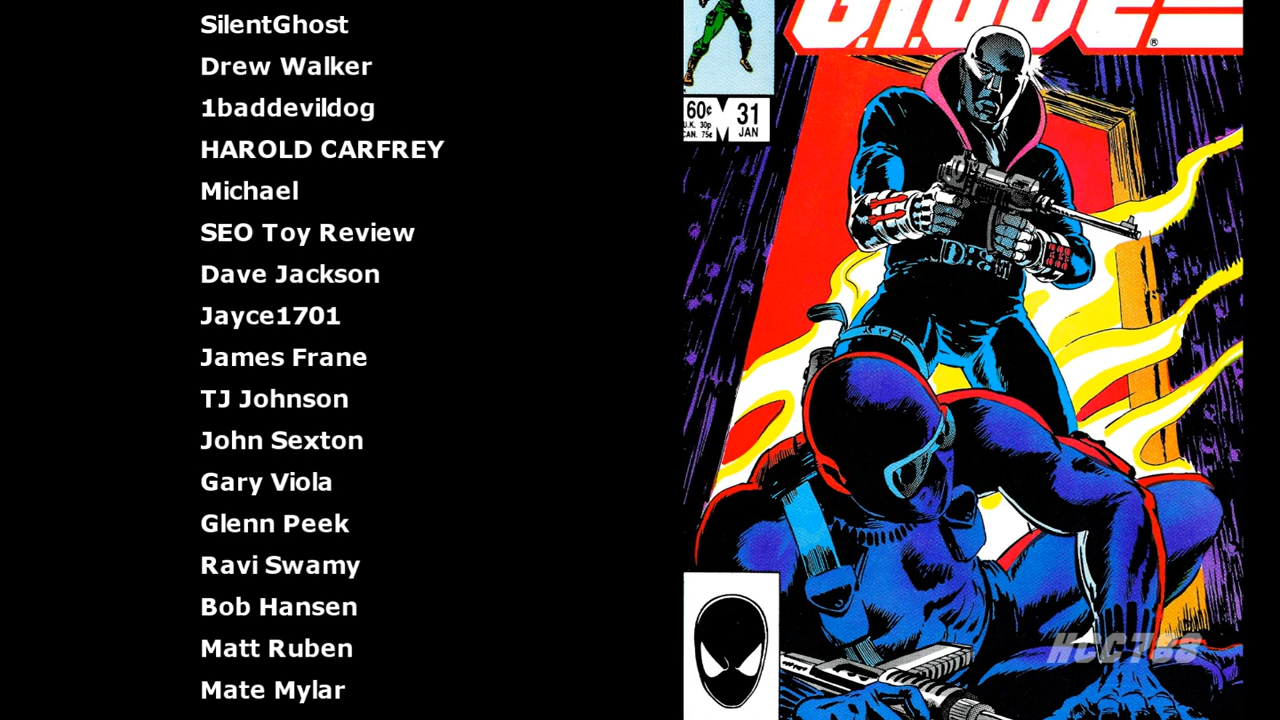 SilentGhost
Drew Walker
1baddevildog
HAROLD CARFREY
Michael
SEO Toy Review
Dave Jackson
Jayce1701
James Frane
TJ Johnson
John Sexton
Gary Viola
Glenn Peek
Ravi Swamy
Bob Hansen
Matt Ruben
Mate Mylar
G.I. JOE
®
60¢ M 31
U.K. 30p JAN
CAN. 75¢
HCC788